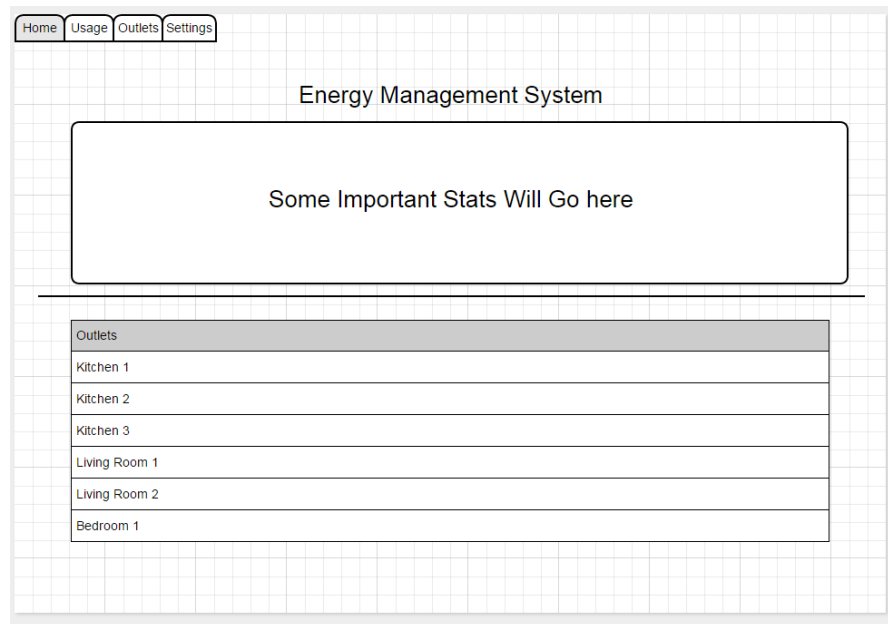 Home Usage Outlets Settings
Energy Management System
Some Important Stats Will Go here
Outlets
Kitchen 1
Kitchen 2
Kitchen 3
Living Room 1
Living Room 2
Bedroom 1